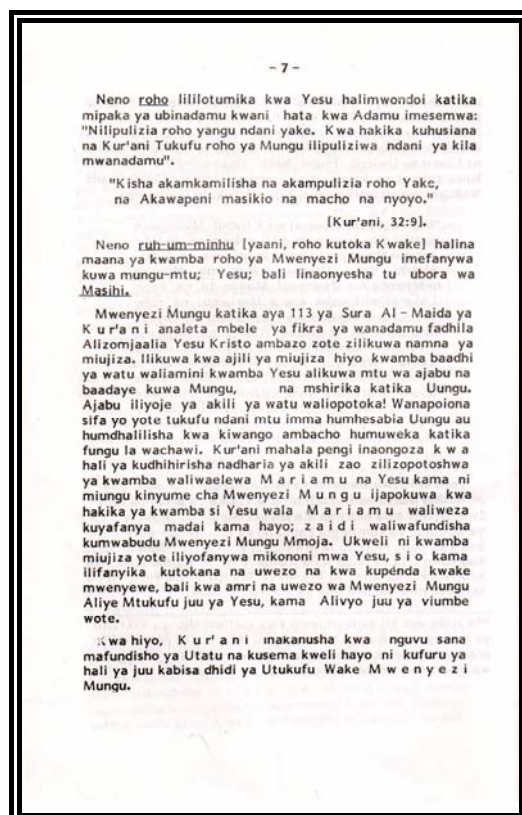 - 7 -
Neno roho lililotumika kwa Yesu halimwondoi katika
mipaka ya ubinadamu kwani hata kwa Adamu imesemwa:
"Nilipulizia roho yangu ndani yake. Kwa hakika kuhusiana
na Kur'ani Tukufu roho ya Mungu ilipuliziwa ndani ya kila
mwanadamu".
"Kisha akamkamilisha na akampulizia roho Yake,
na Akawapeni masikio na macho na nyoyo."
[Kur'ani, 32:9].
Neno ruh-um-minhu [yaani, roho kutoka Kwake] halina
maana ya kwamba roho ya Mwenyezi Mungu imefanywa
kuwa mungu-mtu; Yesu; bali linaonyesha tu ubora wa
Masihi.
Mwenyezi Mungu katika aya 113 ya Sura Al - Maida ya
K u r' a n i analeta mbele ya fikra ya wanadamu fadhila
Alizomjaalia Yesu Kristo ambazo zote zilikuwa namna ya
miujiza. Ilikuwa kwa ajili ya miujiza hiyo kwamba baadhi
ya watu waliamini kwamba Yesu alikuwa mtu wa ajabu na
baadaye kuwa Mungu, na mshirika katika Uungu.
Ajabu iliyoje ya akili ya watu waliopotoka! Wanapoiona
sifa yo yote tukufu ndani mtu imma humhesabia Uungu au
humdhalilisha kwa kiwango ambacho humuweka katika
fungu la wachawi. Kur'ani mahala pengi inaongoza k w a
hali ya kudhihirisha nadharia ya akili zao zilizopotoshwa
ya kwamba waliwaelewa M a r i a m u na Yesu kama ni
miungu kinyume cha Mwenyezi M u n g u ijapokuwa kwa
hakika ya kwamba si Yesu wala M a r i a m u waliweza
kuyafanya madai kama hayo; z a i d i waliwafundisha
kumwabudu Mwenyezi Mungu Mmoja. Ukweli ni kwamba
miujiza yote iliyofanywa mikononi mwa Yesu, s i o kama
ilifanyika kutokana na uwezo na kwa kupénda kwake
mwenyewe, bali kwa amri na uwezo wa Mwenyezi Mungu
Aliye Mtukufu juu ya Yesu, kama Alivyo juu ya viumbe
wote.
Kwa hiyo, K u r' a n i inakanusha kwa nguvu sana
mafundisho ya Utatu na kusema kweli hayo ni kufuru ya
hali ya juu kabisa dhidi ya Utukufu Wake M w e n y e z i
Mungu.